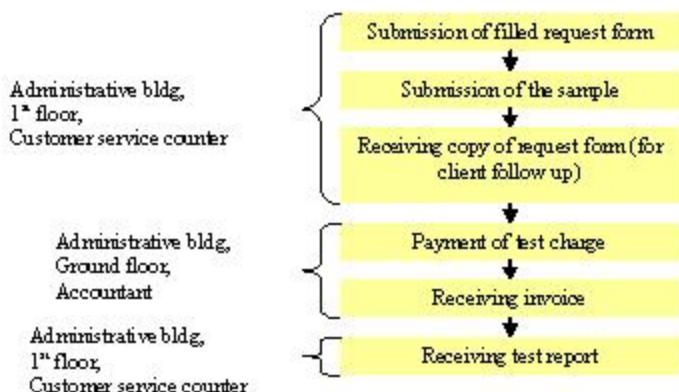 Submission of filled request form
Administrative bldg,
1st floor,
Customer service counter
Submission of the sample
Receiving copy of request form (for
client follow up)
Administrative bldg,
Ground floor,
Accountant
Payment of test charge
Receiving invoice
Administrative bldg,
1st floor,
Customer service counter
Receiving test report